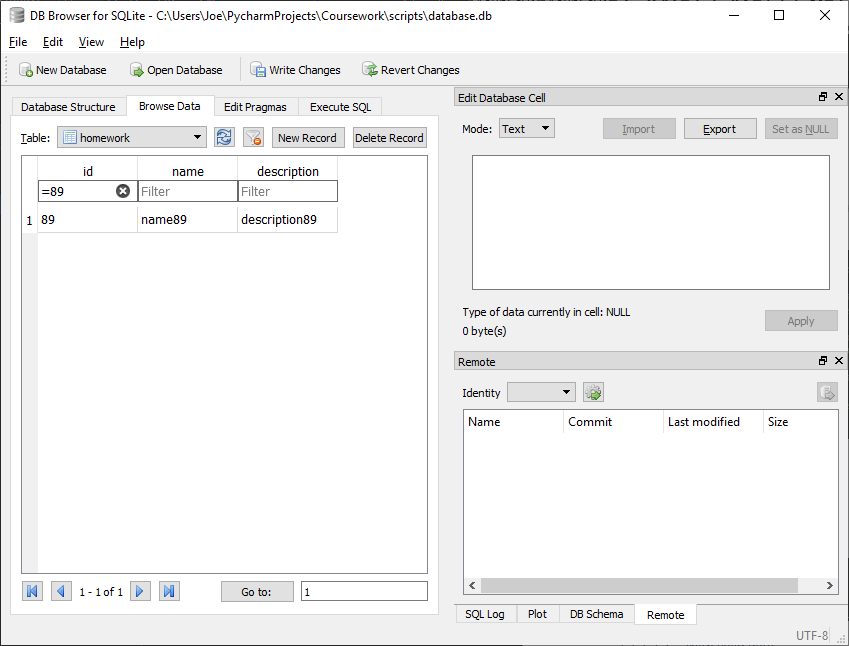 DB Browser for SQLite - C:\Users\Joe\PycharmProjects\Coursework\scripts\database.db
File Edit View Help
New Database Open Database Write Changes Revert Changes
Database Structure Browse Data Edit Pragmas Execute SQL
Table: homework New Record Delete Record
id name description
=89 Filter Filter
1 89 name89 description89
1 - 1 of 1 Go to: 1
Edit Database Cell
Mode: Text Import Export Set as NULL
Type of data currently in cell: NULL
0 byte(s)
Apply
Remote
Identity
Name Commit Last modified Size
SQL Log Plot DB Schema Remote
UTF-8